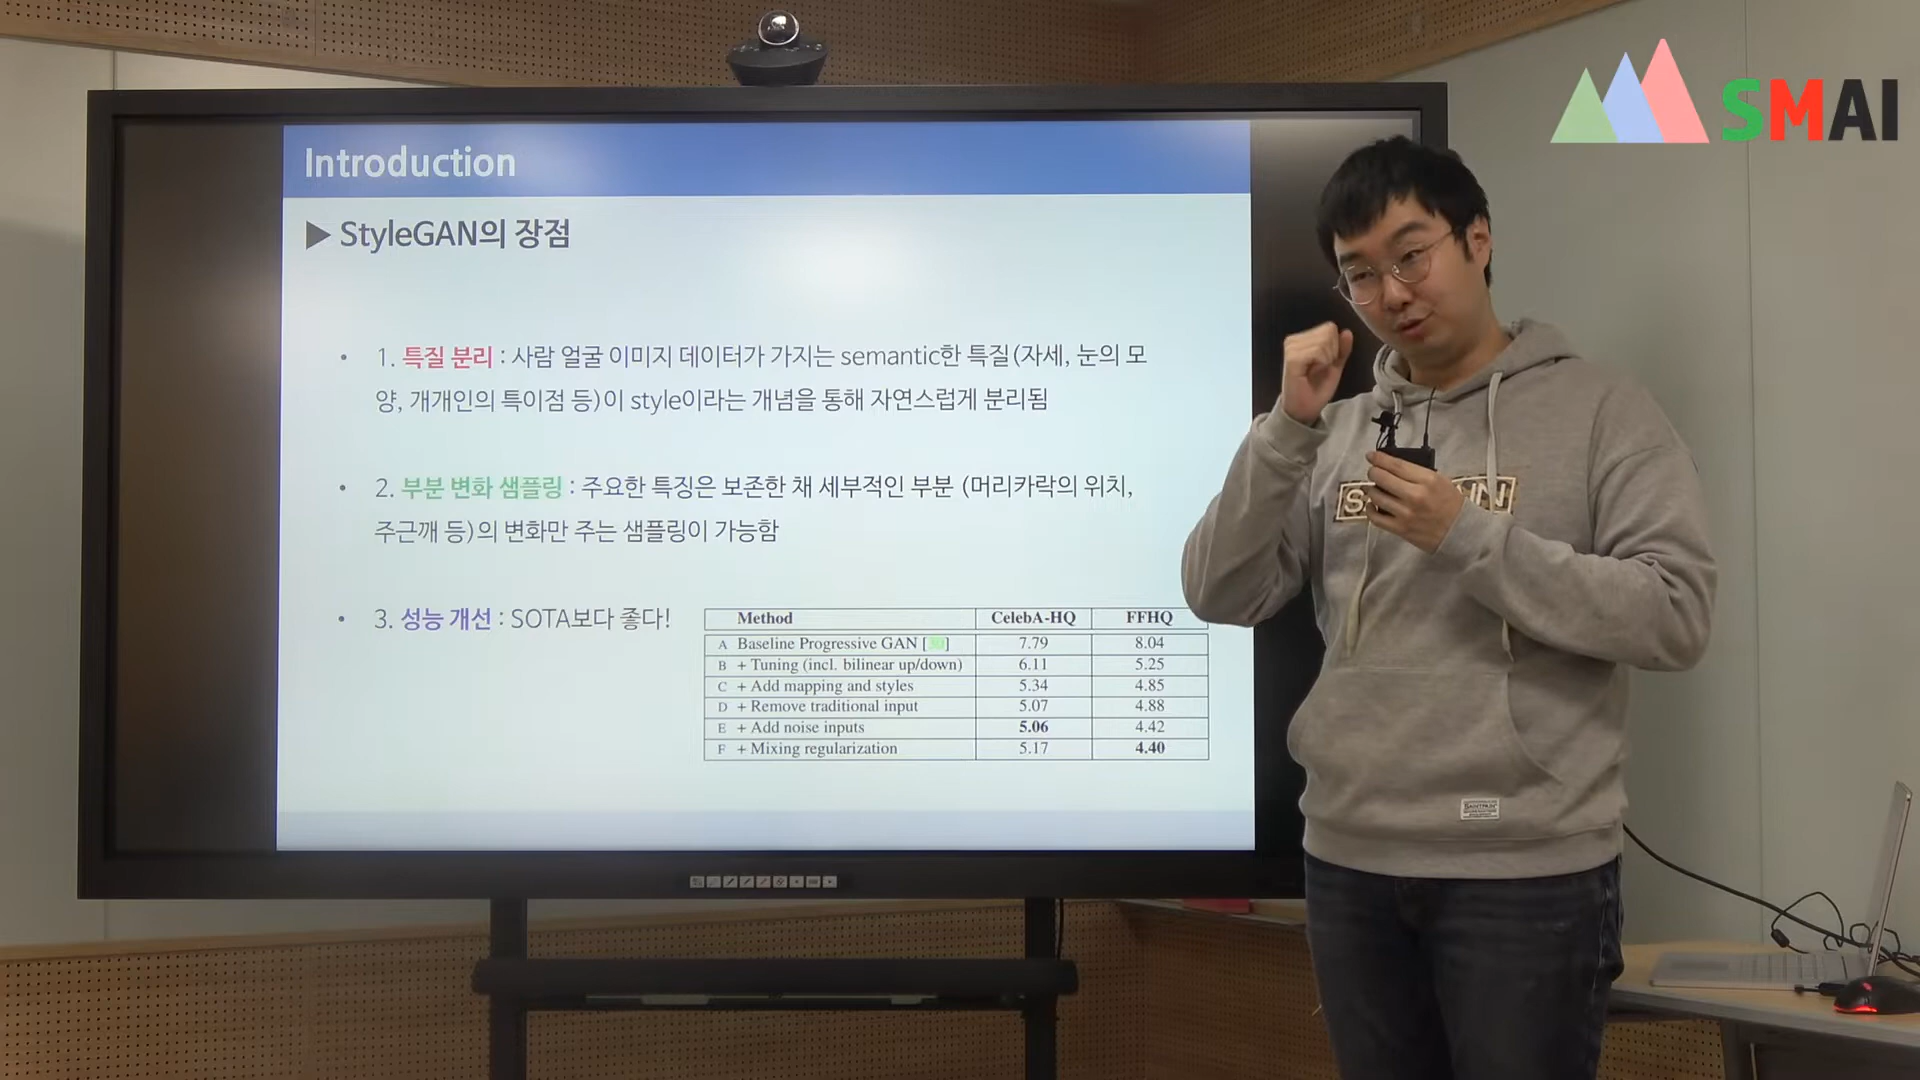 SMAI
Introduction
▶ StyleGAN의 장점
• 1. 특질 분리 : 사람 얼굴 이미지 데이터가 가지는 semantic한 특질(자세, 눈의 모
양, 개개인의 특이점 등)이 style이라는 개념을 통해 자연스럽게 분리됨
• 2. 부분 변화 샘플링 : 주요한 특징은 보존한 채 세부적인 부분 (머리카락의 위치,
주근깨 등)의 변화만 주는 샘플링이 가능함
• 3. 성능 개선 : SOTA보다 좋다!
Method CelebA-HQ FFHQ
A Baseline Progressive GAN [30] 7.79 8.04
B + Tuning (incl. bilinear up/down) 6.11 5.25
C + Add mapping and styles 5.34 4.85
D + Remove traditional input 5.07 4.88
E + Add noise inputs 5.06 4.42
F + Mixing regularization 5.17 4.40